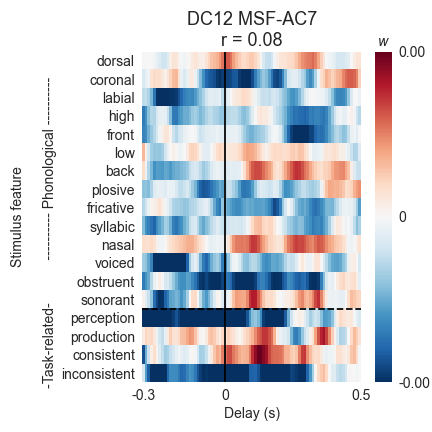 DC12 MSF-AC7
r = 0.08
w
dorsal
coronal
labial
high
front
low
back
plosive
fricative
syllabic
nasal
voiced
obstruent
sonorant
perception
production
consistent
inconsistent
Stimulus feature
-Task-related- ---------- Phonological ----------
0.00
0
-0.00
-0.3 0 0.5
Delay (s)